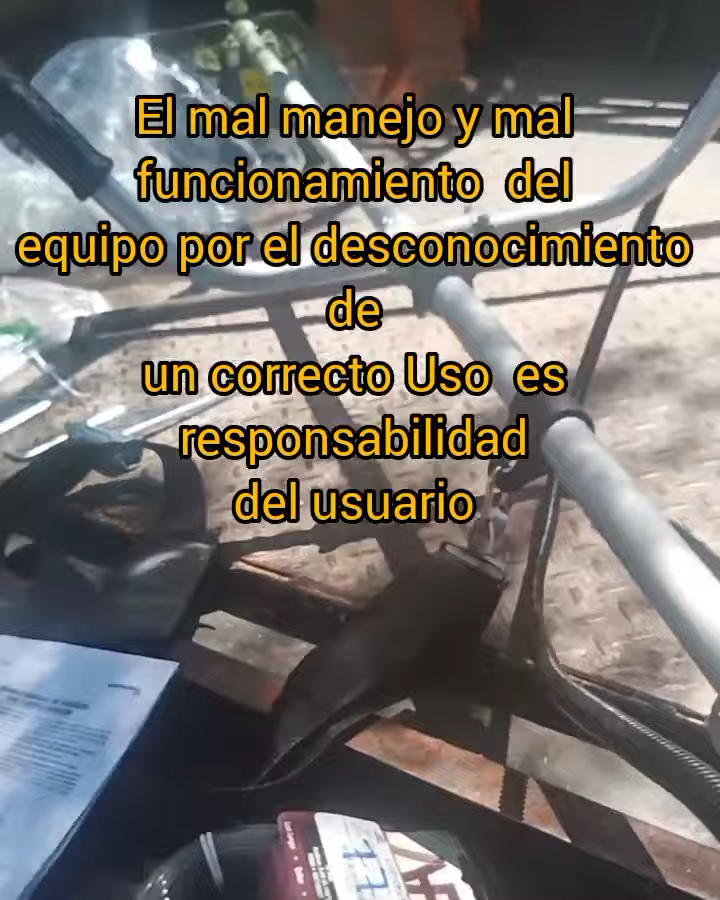 El mal manejo y mal
funcionamiento del
equipo por el desconocimiento
de
un correcto Uso es
responsabilidad
del usuario